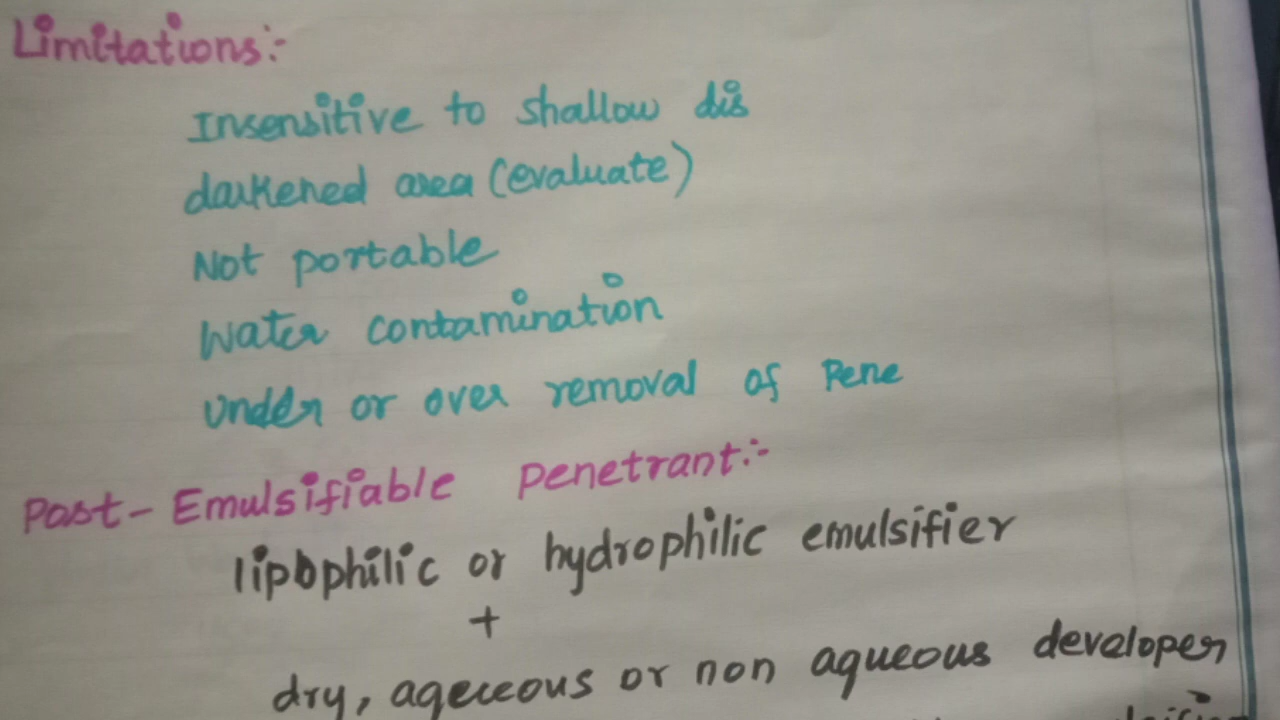 Limitations:-
Insensitive to shallow dis
darkened area (evaluate)
Not portable
Water contamination
Under or over removal of Pene
Post-Emulsifiable Penetrant:-
lipophilic or hydrophilic emulsifier
+
dry, ageceous or non aqueous developer